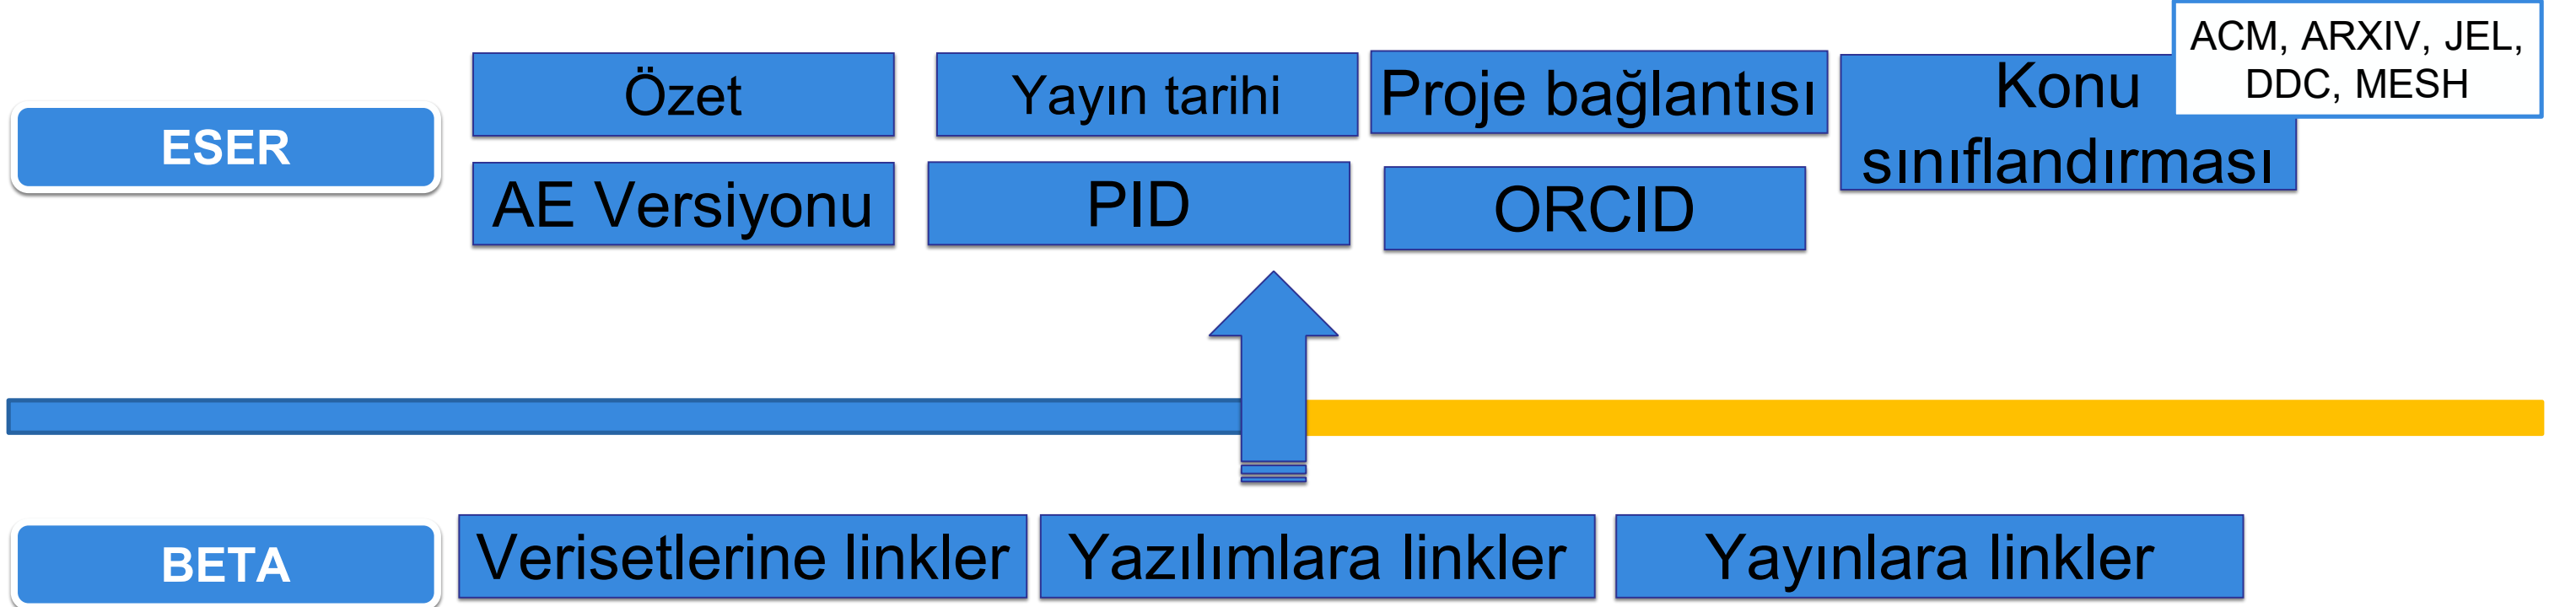 ESER
Özet
Yayın tarihi
Proje bağlantısı
Konu
sınıflandırması
ACM, ARXIV, JEL,
DDC, MESH
AE Versiyonu
PID
ORCID
BETA
Verisetlerine linkler
Yazılımlara linkler
Yayınlara linkler